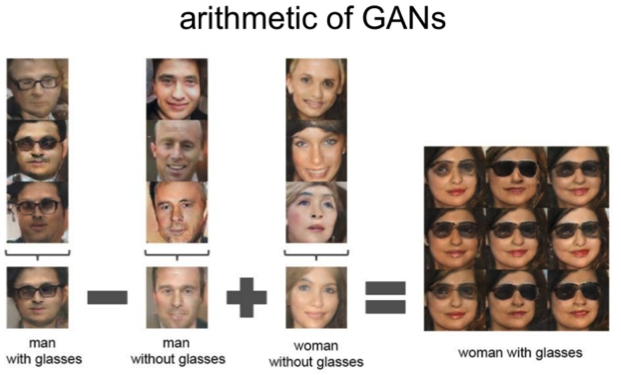 arithmetic of GANs
man
with glasses
man
without glasses
woman
without glasses
woman with glasses